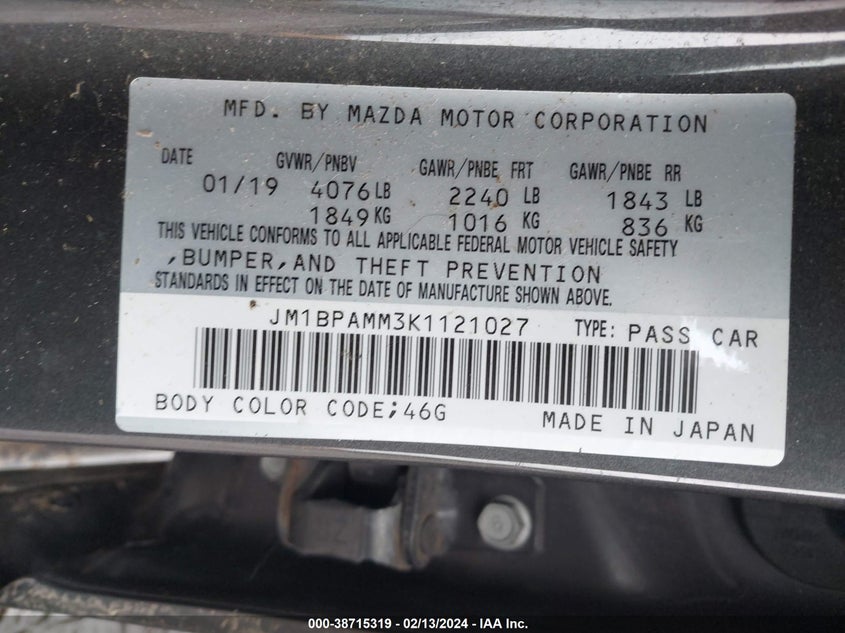 MFD. BY MAZDA MOTOR CORPORATION
DATE GVWR/PNBV GAWR/PNBE FRT GAWR/PNBE RR
01/19 4076 LB 2240 LB 1843 LB
1849 KG 1016 KG 836 KG
THIS VEHICLE CONFORMS TO ALL APPLICABLE FEDERAL MOTOR VEHICLE SAFETY
,BUMPER,AND THEFT PREVENTION
STANDARDS IN EFFECT ON THE DATE OF MANUFACTURE SHOWN ABOVE.
JM1BPAMM3K1121027 TYPE: PASS CAR
BODY COLOR CODE;46G MADE IN JAPAN
000-38715319 - 02/13/2024 - IAA Inc.